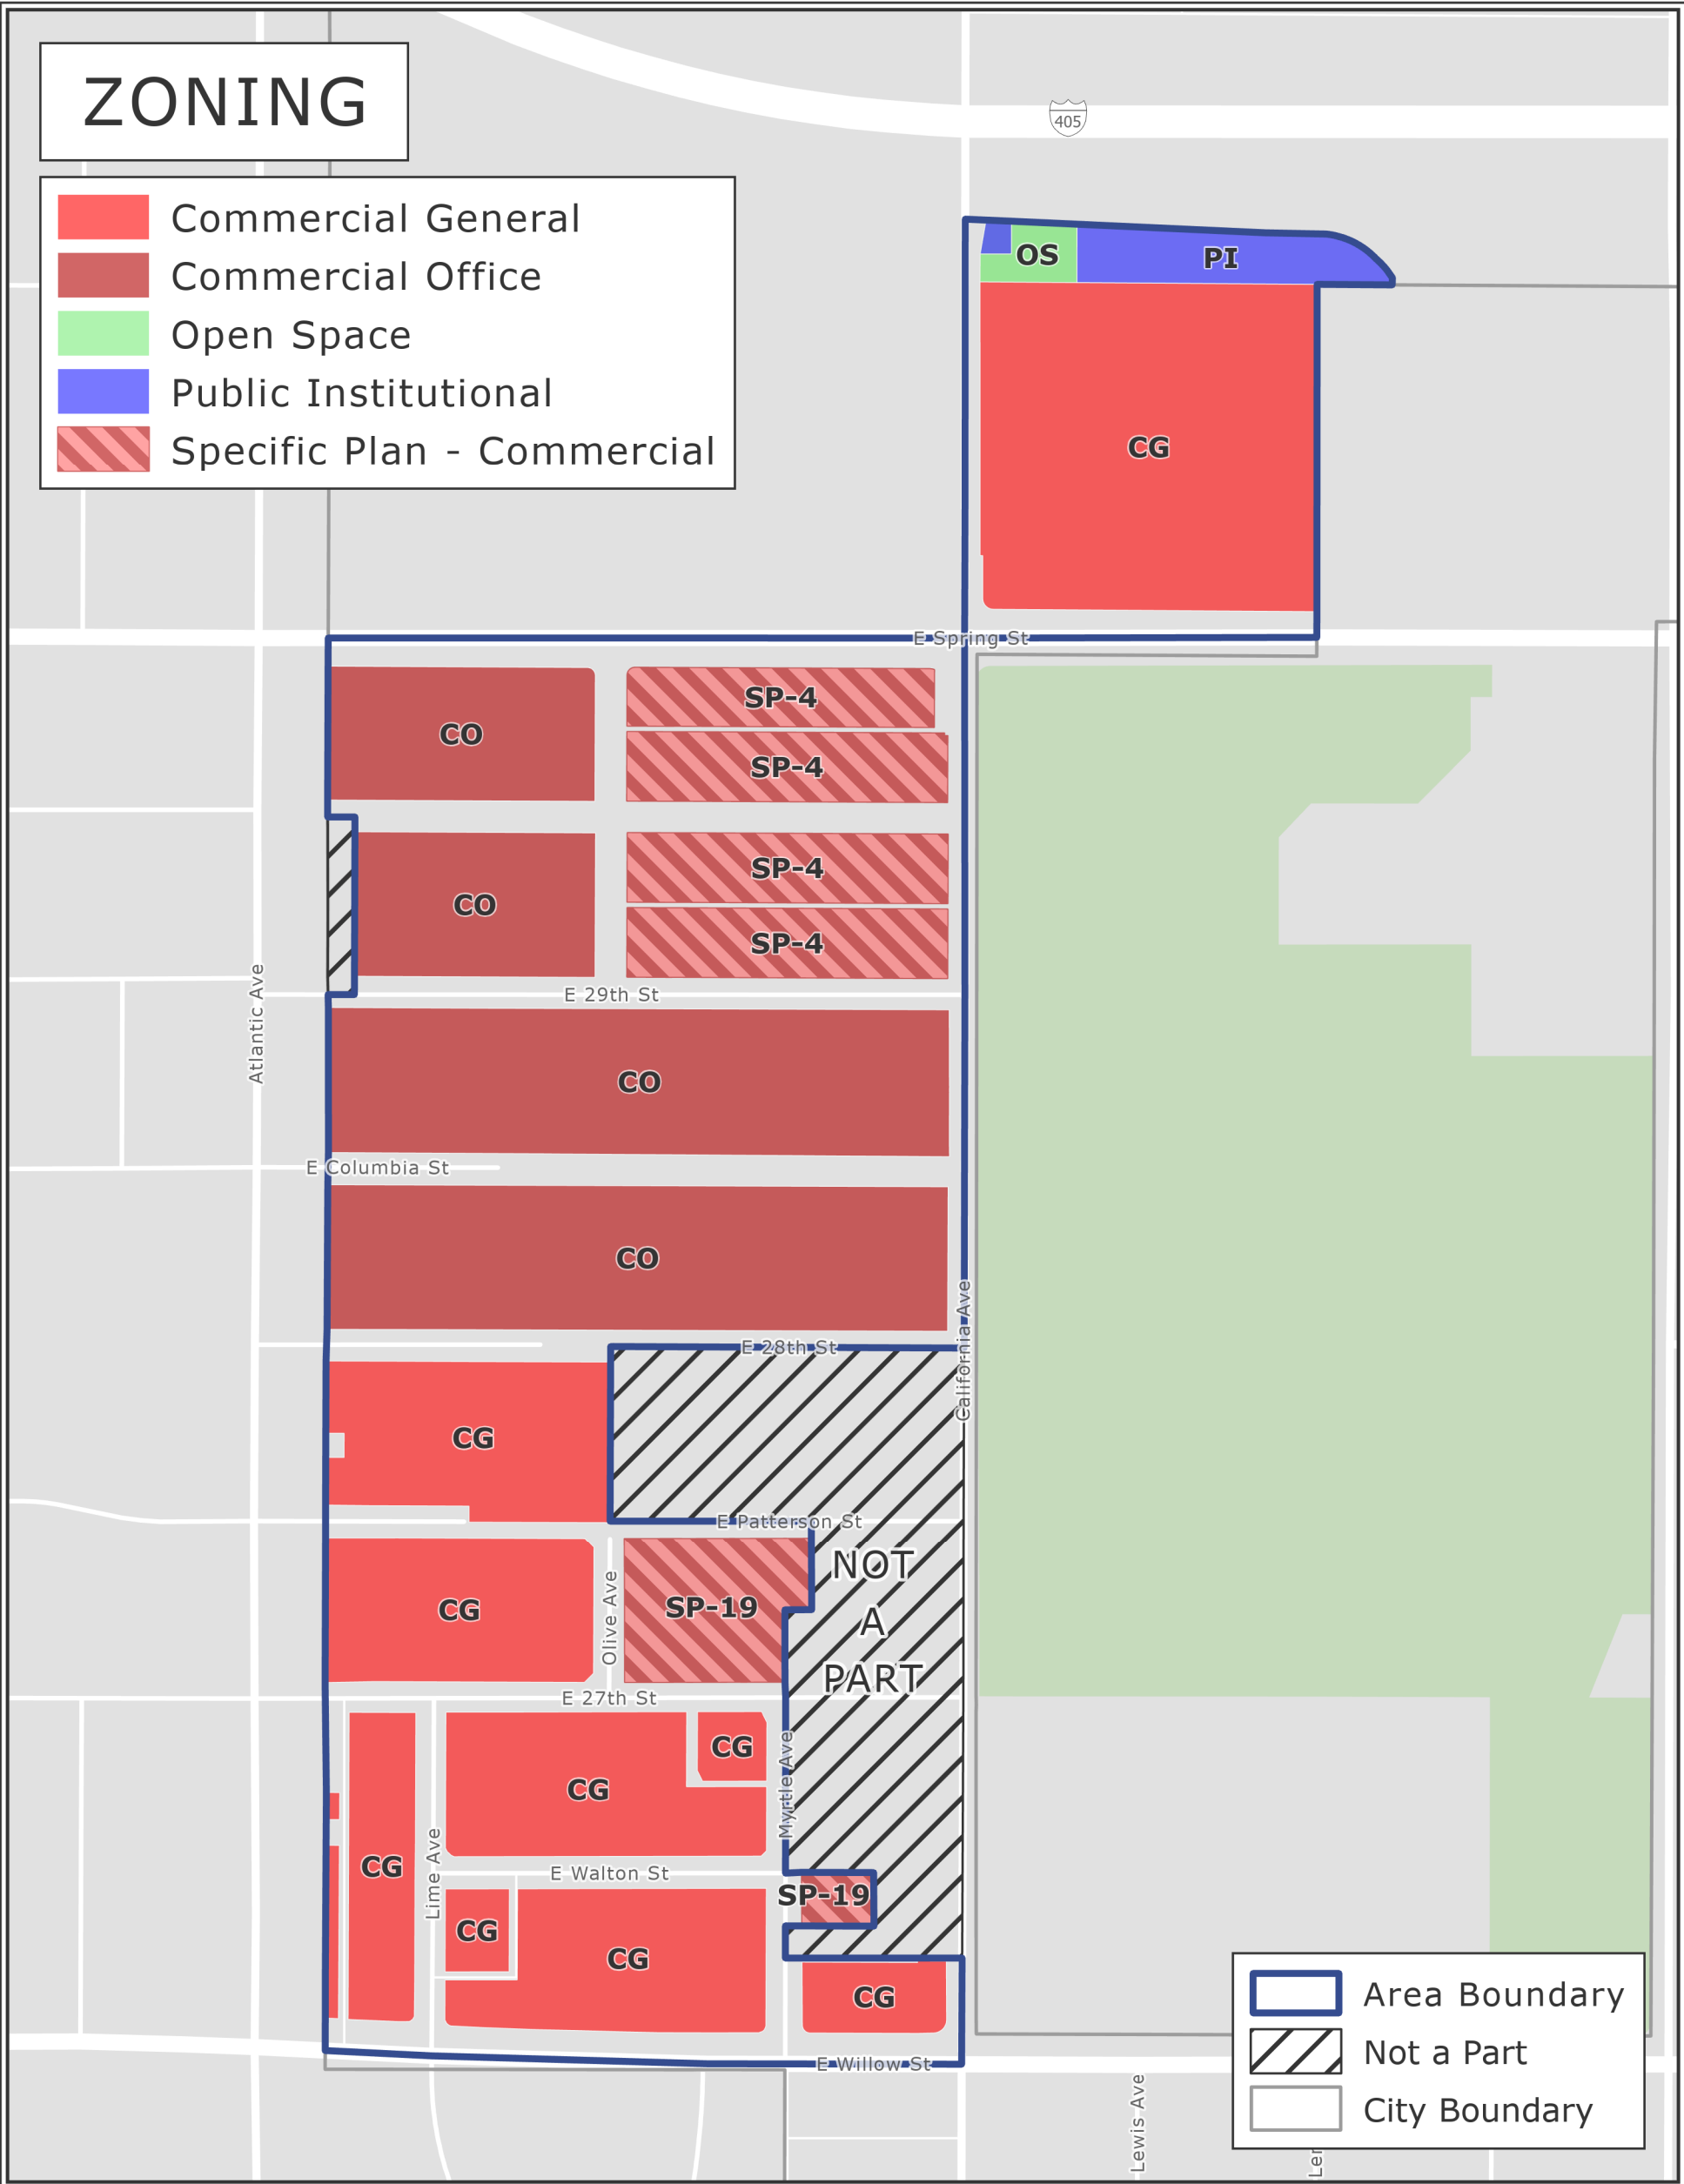 ZONING
Commercial General
Commercial Office
Open Space
Public Institutional
Specific Plan - Commercial
405
OS
PI
CG
E Spring St
SP-4
CO
SP-4
SP-4
CO
SP-4
E 29th St
Atlantic Ave
CO
E Columbia St
CO
California Ave
E 28th St
CG
E Patterson St
NOT
A
PART
CG
SP-19
Olive Ave
E 27th St
CG
CG
Myrtle Ave
CG
Lime Ave
E Walton St
SP-19
CG
CG
CG
E Willow St
Area Boundary
Not a Part
City Boundary
Lewis Ave